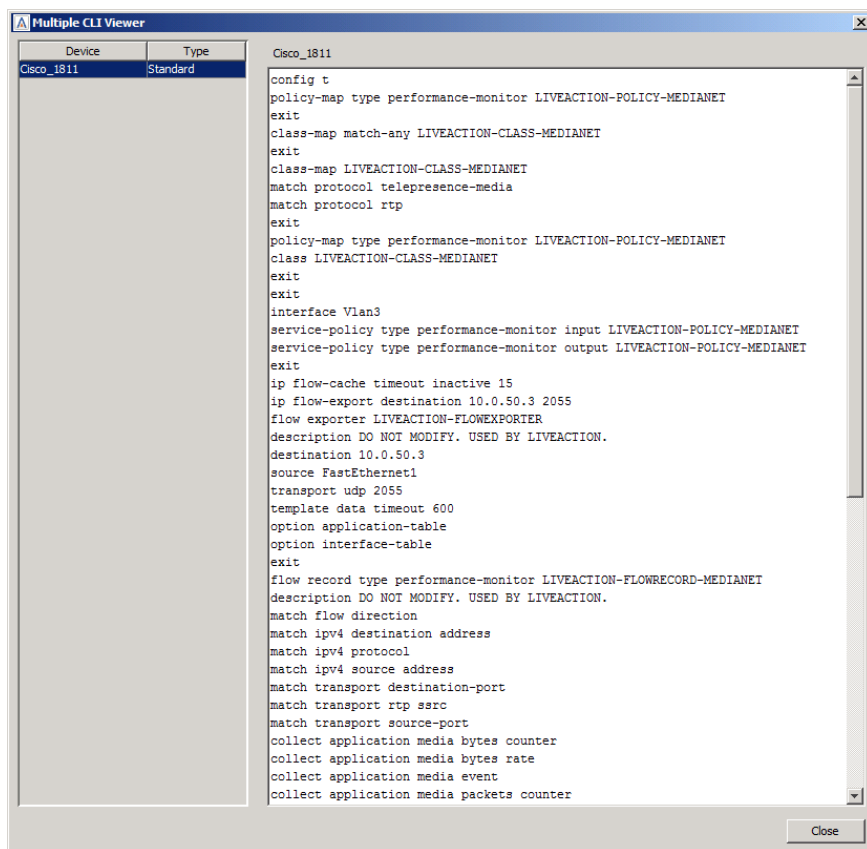 Multiple CLI Viewer
Device Type
Cisco_1811 Standard
Cisco_1811
config t
policy-map type performance-monitor LIVEACTION-POLICY-MEDIANET
exit
class-map match-any LIVEACTION-CLASS-MEDIANET
exit
class-map LIVEACTION-CLASS-MEDIANET
match protocol telepresence-media
match protocol rtp
exit
policy-map type performance-monitor LIVEACTION-POLICY-MEDIANET
class LIVEACTION-CLASS-MEDIANET
exit
exit
interface Vlan3
service-policy type performance-monitor input LIVEACTION-POLICY-MEDIANET
service-policy type performance-monitor output LIVEACTION-POLICY-MEDIANET
exit
ip flow-cache timeout inactive 15
ip flow-export destination 10.0.50.3 2055
flow exporter LIVEACTION-FLOWEXPORTER
description DO NOT MODIFY. USED BY LIVEACTION.
destination 10.0.50.3
source FastEthernet1
transport udp 2055
template data timeout 600
option application-table
option interface-table
exit
flow record type performance-monitor LIVEACTION-FLOWRECORD-MEDIANET
description DO NOT MODIFY. USED BY LIVEACTION.
match flow direction
match ipv4 destination address
match ipv4 protocol
match ipv4 source address
match transport destination-port
match transport rtp ssrc
match transport source-port
collect application media bytes counter
collect application media bytes rate
collect application media event
collect application media packets counter
Close